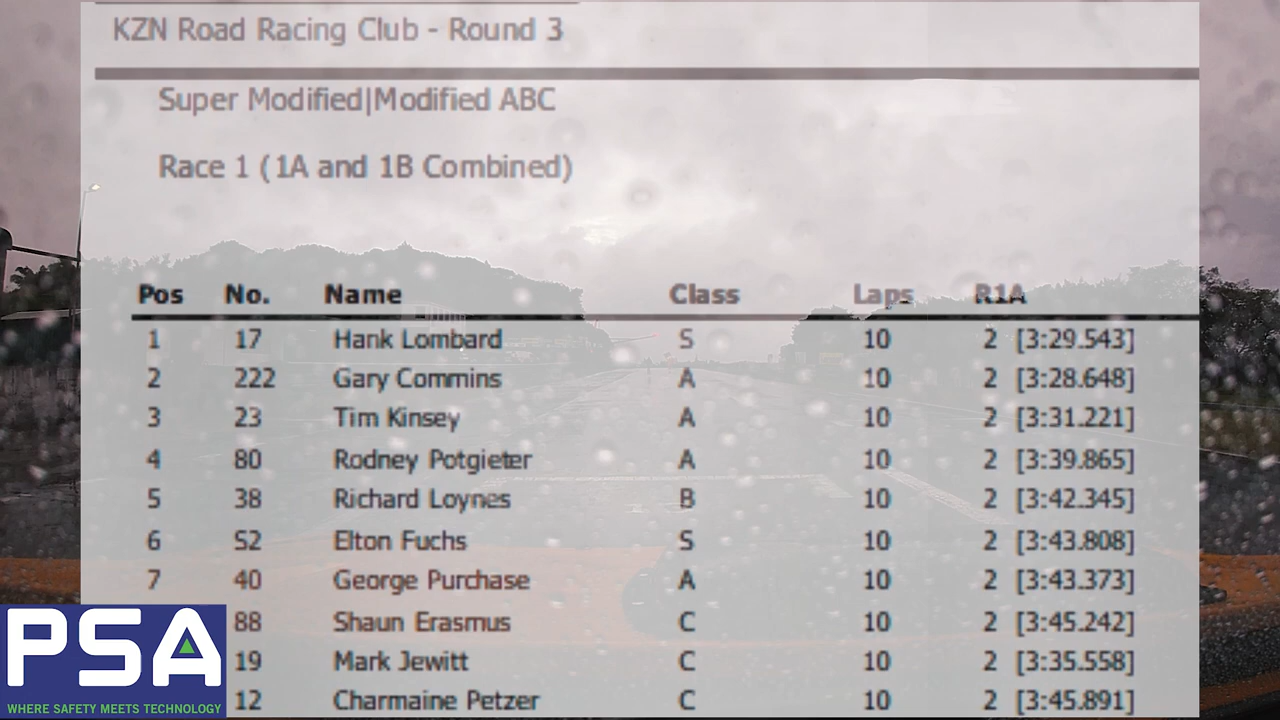 KZN Road Racing Club - Round 3
Super Modified|Modified ABC
Race 1 (1A and 1B Combined)
Pos No. Name Class Laps R1A
1 17 Hank Lombard S 10 2 [3:29.543]
2 222 Gary Commins A 10 2 [3:28.648]
3 23 Tim Kinsey A 10 2 [3:31.221]
4 80 Rodney Potgieter A 10 2 [3:39.865]
5 38 Richard Loynes B 10 2 [3:42.345]
6 52 Elton Fuchs S 10 2 [3:43.808]
7 40 George Purchase A 10 2 [3:43.373]
88 Shaun Erasmus C 10 2 [3:45.242]
19 Mark Jewitt C 10 2 [3:35.558]
12 Charmaine Petzer C 10 2 [3:45.891]
PSA
WHERE SAFETY MEETS TECHNOLOGY